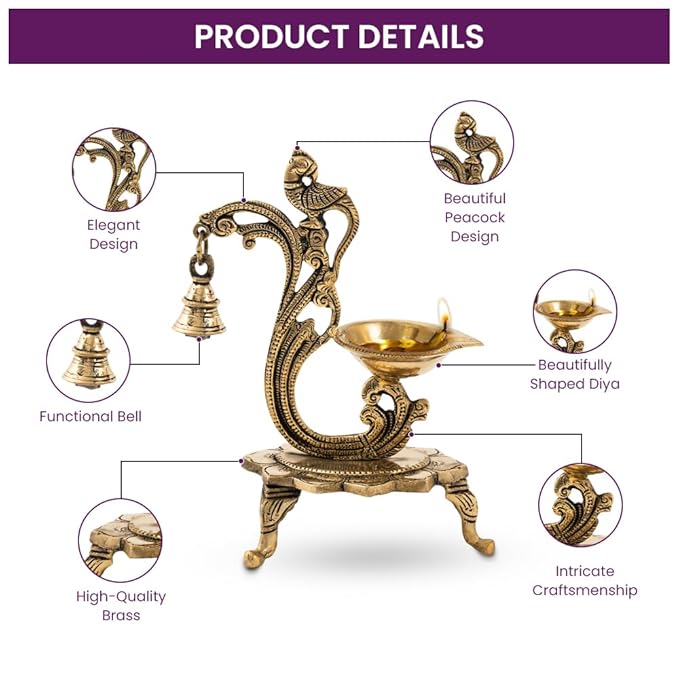 PRODUCT DETAILS
Elegant
Design
Beautiful
Peacock
Design
Functional Bell
Beautifully
Shaped Diya
High-Quality
Brass
Intricate
Craftsmenship